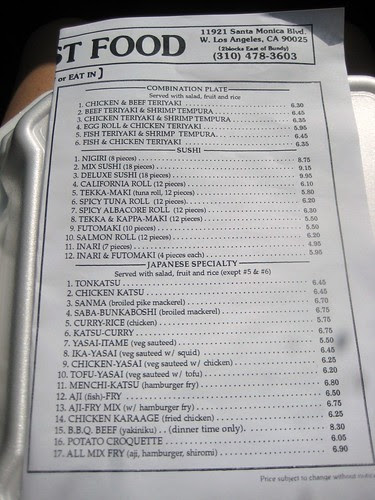 ST FOOD
11921 Santa Monica Blvd.
W. Los Angeles, CA 90025
(2blocks East of Bundy)
(310) 478-3603
or EAT IN)
COMBINATION PLATE
Served with salad, fruit and rice
1. CHICKEN & BEEF TERIYAKI 6.30
2. BEEF TERIYAKI & SHRIMP TEMPURA 6.45
3. CHICKEN TERIYAKI & SHRIMP TEMPURA 6.35
4. EGG ROLL & CHICKEN TERIYAKI 5.95
5. FISH TERIYAKI & SHRIMP TEMPURA 6.45
6. FISH & CHICKEN TERIYAKI 6.35
SUSHI
1. NIGIRI (8 pieces) 8.75
2. MIX SUSHI (18 pieces) 9.15
3. DELUXE SUSHI (18 pieces) 9.95
4. CALIFORNIA ROLL (12 pieces) 6.10
5. TEKKA-MAKI (tuna roll, 12 pieces) 5.80
6. SPICY TUNA ROLL (12 pieces) 6.20
7. SPICY ALBACORE ROLL (12 pieces) 6.30
8. TEKKA & KAPPA-MAKI (12 pieces) 5.50
9. FUTOMAKI (10 pieces) 5.50
10. SALMON ROLL (12 pieces) 6.30
11. INARI (7 pieces) 4.95
12. INARI & FUTOMAKI (4 pieces each) 5.95
JAPANESE SPECIALTY
Served with salad, fruit and rice (exept #5 & #6)
1. TONKATSU 6.45
2. CHICKEN KATSU 6.45
3. SANMA (broiled pike mackerel) 6.70
4. SABA-BUNKABOSHI (broiled mackerel) 6.75
5. CURRY-RICE (chicken) 5.75
6. KATSU-CURRY 6.75
7. YASAI-ITAME (veg sauteed) 5.50
8. IKA-YASAI (veg sauteed w/ squid) 6.45
9. CHICKEN-YASAI (veg sauteed w/ chicken) 6.25
10. TOFU-YASAI (veg sauteed w/ tofu) 6.20
11. MENCHI-KATSU (hamburger fry) 6.80
12. AJI (fish)-FRY 6.50
13. AJI-FRY MIX (w/ hamburger fry) 6.75
14. CHICKEN KARAAGE (fried chicken) 6.25
15. B.B.Q. BEEF (yakiniku) . . (dinner time only). 8.30
16. POTATO CROQUETTE 6.05
17. ALL MIX FRY (aji, hamburger, shiromi) 6.90
Price subject to change without notice